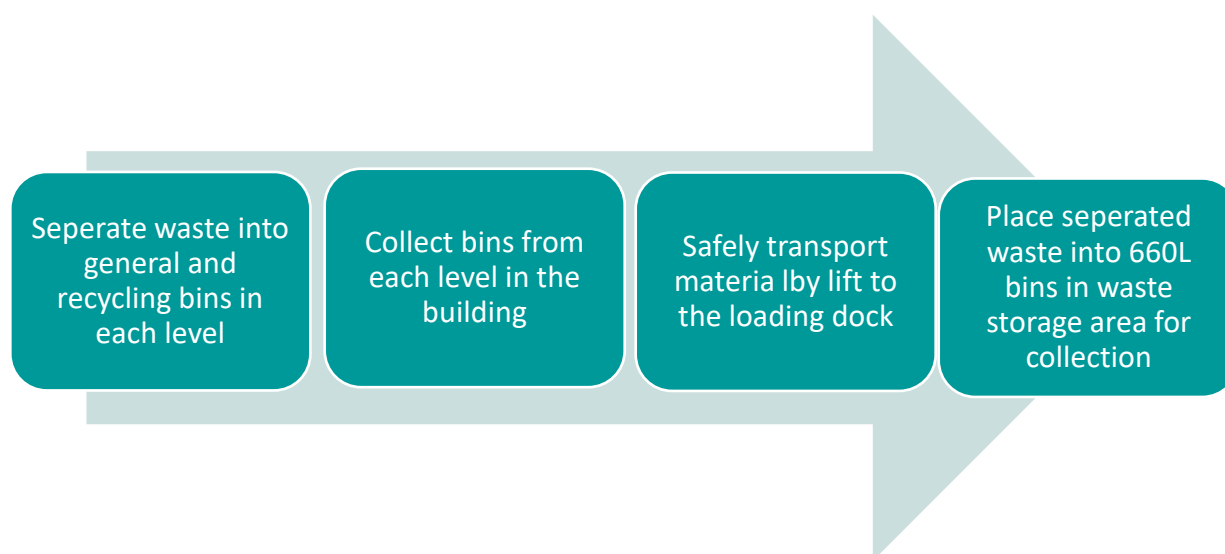 Seperate waste into
general and
recycling bins in
each level
Collect bins from
each level in the
building
Safely transport
materia lby lift to
the loading dock
Place seperated
waste into 660L
bins in waste
storage area for
collection